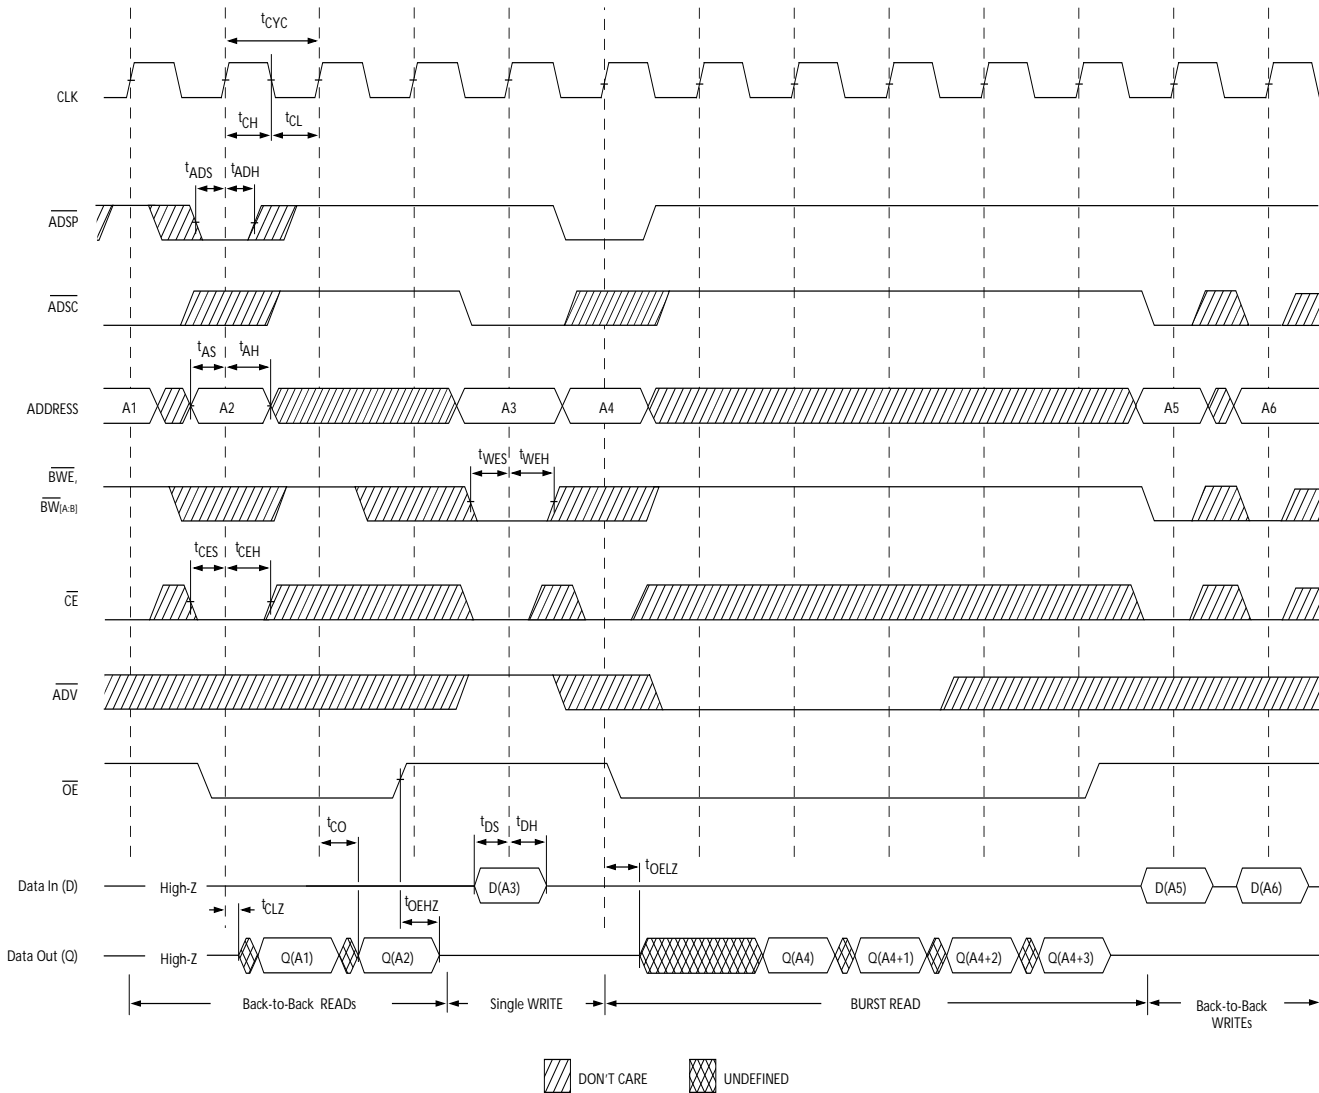 tCYC
CLK
tCH
tCL
tADS
tADH
ADSP
ADSC
tAS
tAH
ADDRESS
A1
A2
A3
A4
A5
A6
tWES
tWEH
BWE,
BW[A:B]
tCES
tCEH
CE
ADV
OE
tCO
tDS
tDH
tOELZ
Data In (D)
High-Z
D(A3)
D(A5)
D(A6)
tCLZ
tOEHZ
Data Out (Q)
High-Z
Q(A1)
Q(A2)
Q(A4)
Q(A4+1)
Q(A4+2)
Q(A4+3)
Back-to-Back READs
Single WRITE
BURST READ
Back-to-Back
WRITEs
DON'T CARE
UNDEFINED